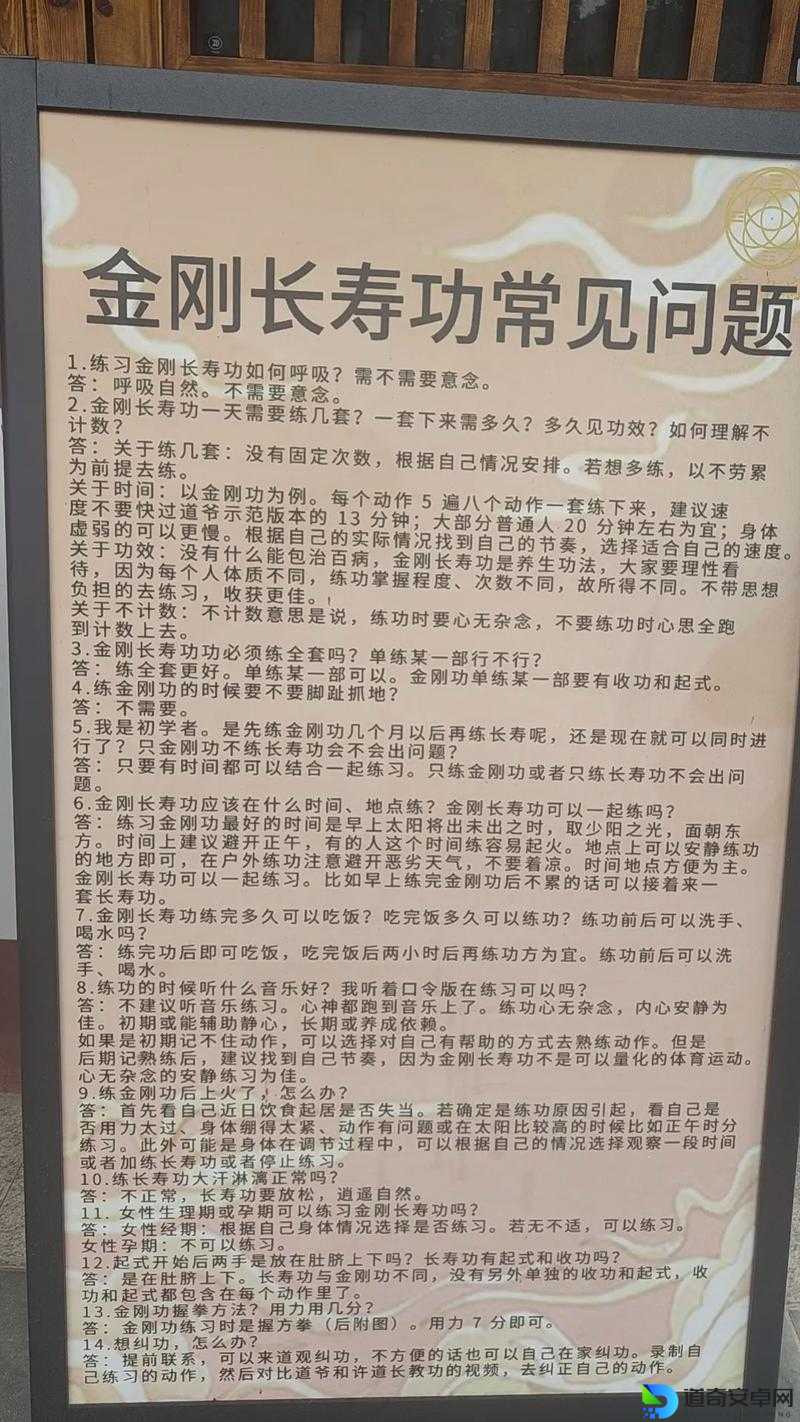 金刚长寿功常见问题
1.练习金刚长寿功如何呼吸？需不需要意念。
答：呼吸自然。不需要意念。
2.金刚长寿功一天需要练几套？一套下来需多久？多久见功效？如何理解不
计数？
答：关于练几套：没有固定次数，根据自己情况安排。若想多练，以不劳累
为前提去练。
关于时间：以金刚功为例。每个动作 5 遍八个动作一套练下来，建议速
度不要快过道爷示范版本的 13 分钟；大部分普通人 20 分钟左右为宜；身体
虚弱的可以更慢。根据自己的实际情况找到自己的节奏，选择适合自己的速度。
关于功效：没有什么能包治百病，金刚长寿功是养生功法，大家要理性看
待，因为每个人体质不同，练功掌握程度、次数不同，故所得不同。不带思想
负担的去练习，收获更佳。
关于不计数：不计数意思是说，练功时要心无杂念，不要练功时心思全跑
到计数上去。
3.金刚长寿功功必须练全套吗？单练某一部行不行？
答：练全套更好。单练某一部可以。金刚功单练某一部要有收功和起式。
4.练金刚功的时候要不要脚趾抓地？
答：不需要。
5.我是初学者。是先练金刚功几个月以后再练长寿呢，还是现在就可以同时进
行了？只金刚功不练长寿功会不会出问题？
答：只要有时间都可以结合一起练习。只练金刚功或者只练长寿功不会出问
题。
6.金刚长寿功应该在什么时间、地点练？金刚长寿功可以一起练吗？
答：练习金刚功最好的时间是早上太阳将出未出之时，取少阳之光，面朝东
方。时间上建议避开正午，有的人这个时间练容易起火。地点上可以安静练功
的地方即可，在户外练功注意避开恶劣天气，不要着凉。时间地点方便为主。
金刚长寿功可以一起练习。比如早上练完金刚功后不累的话可以接着来一
套长寿功。
7.金刚长寿功练完多久可以吃饭？吃完饭多久可以练功？练功前后可以洗手、
喝水吗？
答：练完功后即可吃饭，吃完饭后两小时后再练功方为宜。练功前后可以洗
手、喝水。
8.练功的时候听什么音乐好？我听着口令版在练习可以吗？
答：不建议听音乐练习。心神都跑到音乐上了。练功心无杂念，内心安静为
佳。初期或能辅助静心，长期或养成依赖。
如果是初期记不住动作，可以选择对自己有帮助的方式去熟练动作。但是
后期记熟练后，建议找到自己节奏，因为金刚长寿功不是可以量化的体育运动。
心无杂念的安静练习为佳。
9.练金刚功后上火了，怎么办？
答：首先看自己近日饮食起居是否失当。若确定是练功原因引起，看自己是
否用力太过、身体绷得太紧、动作有问题或在太阳比较高的时候比如正午时分
练习。此外可能是身体在调节过程中，可以根据自己的情况选择观察一段时间
或者加练长寿功或者停止练习。
10.练长寿功大汗淋漓正常吗？
答：不正常，长寿功要放松，逍遥自然。
11. 女性生理期或孕期可以练习金刚长寿功吗？
答：女性经期：根据自己身体情况选择是否练习。若无不适，可以练习。
女性孕期：不可以练习。
12.起式开始后两手是放在肚脐上下吗？长寿功有起式和收功吗？
答：是在肚脐上下。长寿功与金刚功不同，没有另外单独的收功和起式，收
功和起式都包含在每个动作里了。
13.金刚功握拳方法？用力用几分？
答：金刚功练习时是握方拳（后附图）。用力 7 分即可。
14.想纠功，怎么办？
答：提前联系，可以来道观纠功，不方便的话也可以自己在家纠功。录制自
己练习的动作，然后对比道爷和许道长教功的视频，去纠正自己的动作。
道奇安卓网